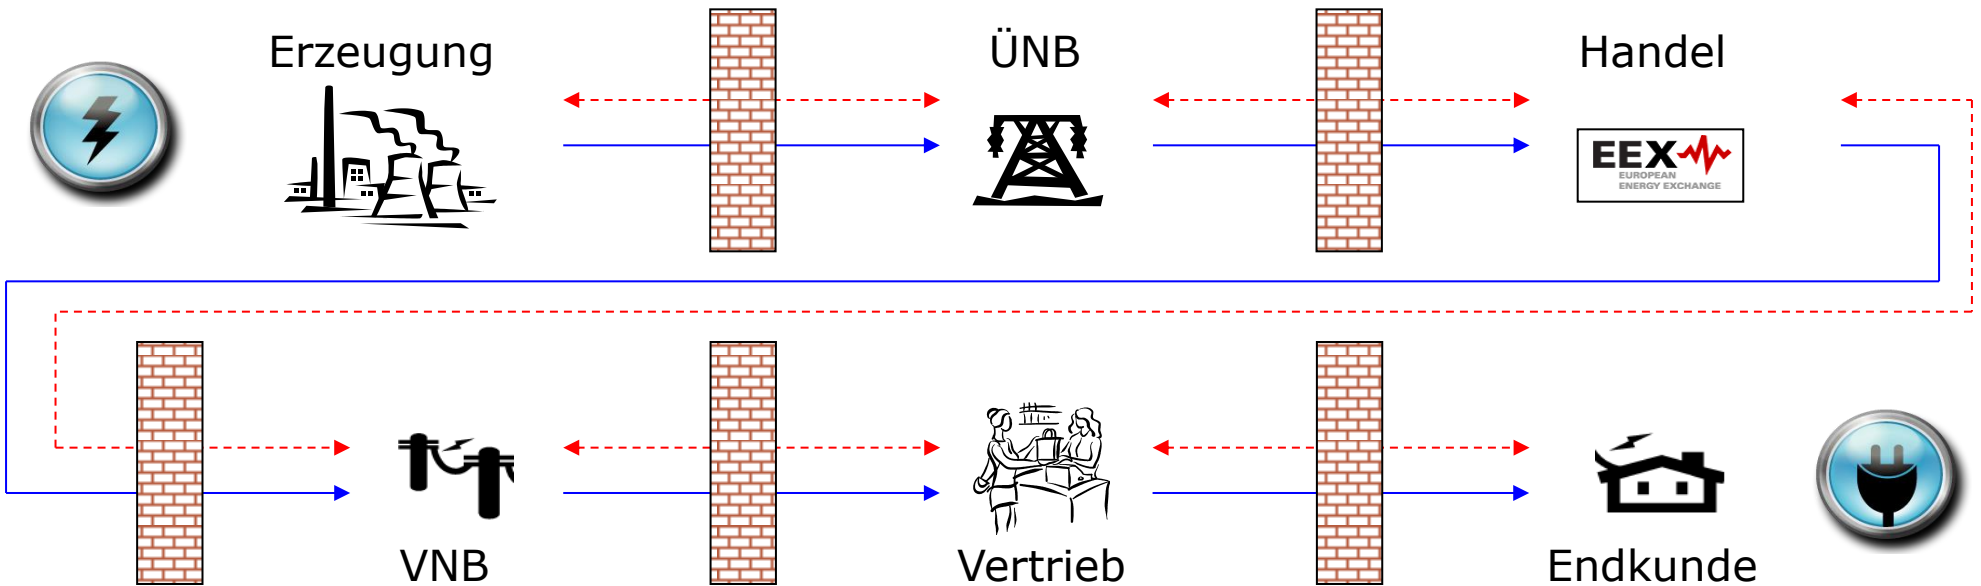 Erzeugung
ÜNB
Handel
EEX
EUROPEAN
ENERGY EXCHANGE
VNB
Vertrieb
Endkunde